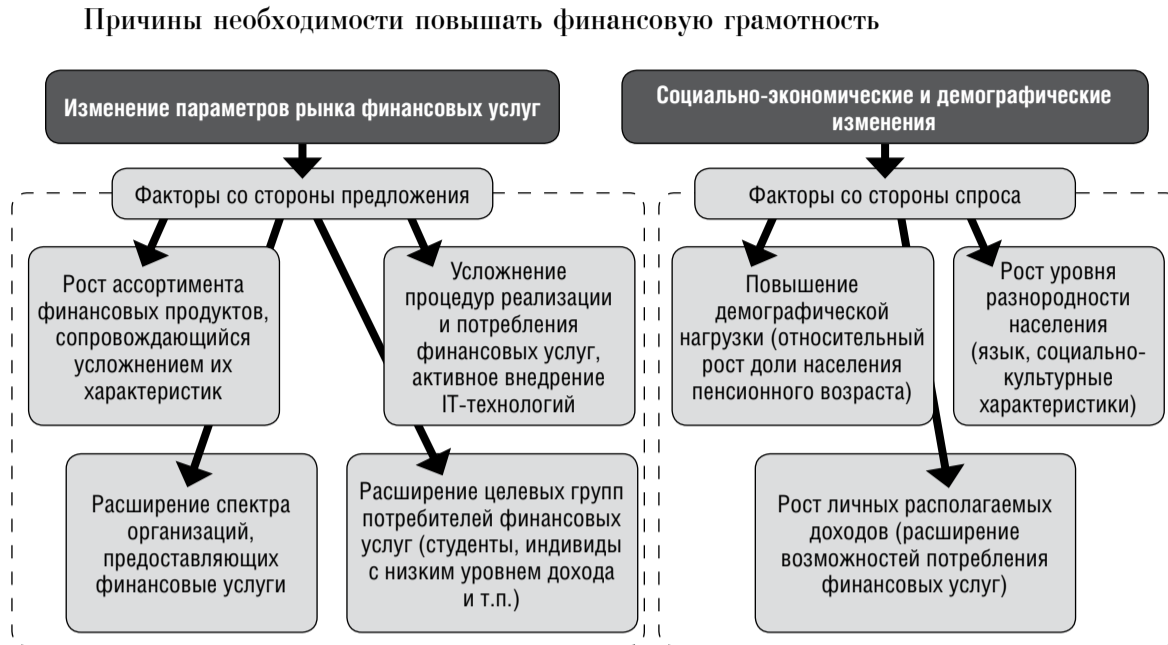 Причины необходимости повышать финансовую грамотность
Изменение параметров рынка финансовых услуг
Факторы со стороны предложения
Рост ассортимента
финансовых продуктов,
сопровождающийся
усложнением их
характеристик
Усложнение
процедур реализации
и потребления
финансовых услуг,
активное внедрение
IT-технологий
Расширение спектра
организаций,
предоставляющих
финансовые услуги
Расширение целевых групп
потребителей финансовых
услуг (студенты, индивиды
с низким уровнем дохода
и т.п.)
Социально-экономические и демографические
изменения
Факторы со стороны спроса
Повышение
демографической
нагрузки (относительный
рост доли населения
пенсионного возраста)
Рост уровня
разнородности
населения
(язык, социально-
культурные
характеристики)
Рост личных располагаемых
доходов (расширение
возможностей потребления
финансовых услуг)